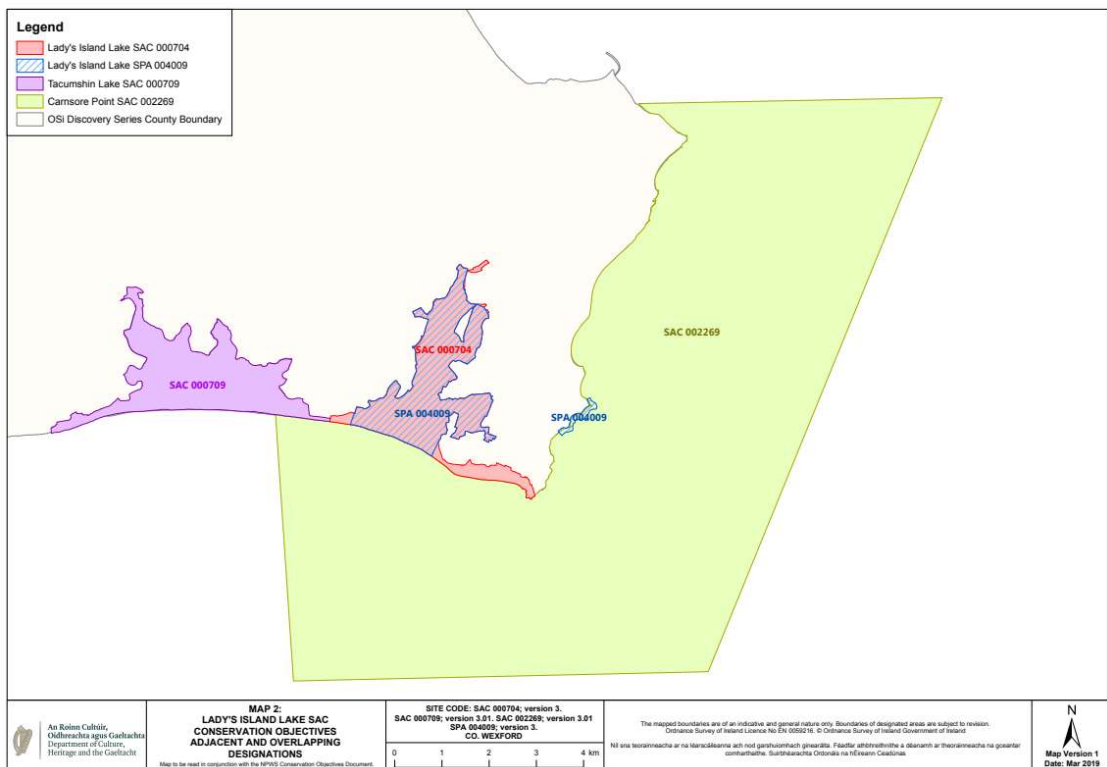 Legend
Lady's Island Lake SAC 000704
Lady's Island Lake SPA 004009
Tacumshin Lake SAC 000709
Carnsore Point SAC 002269
OSi Discovery Series County Boundary
SAC 002269
SAC 000704
SAC 000709
SPA 004009
SPA 004009
An Roinn Cultúir,
Oidhreachta agus Gaeltachta
Department of Culture,
Heritage and the Gaeltacht
MAP 2:
LADY'S ISLAND LAKE SAC
CONSERVATION OBJECTIVES
ADJACENT AND OVERLAPPING
DESIGNATIONS
Map to be read in conjunction with the NPWS Conservation Objectives Document.
SITE CODE: SAC 000704; version 3.
SAC 000709; version 3.01. SAC 002269; version 3.01
SPA 004009; version 3.
CO. WEXFORD
0 1 2 3 4 km
The mapped boundaries are of an indicative and general nature only. Boundaries of designated areas are subject to revision.
Ordnance Survey of Ireland Licence No EN 0059216. © Ordnance Survey of Ireland Government of Ireland
N
Map Version 1
Date: Mar 2019